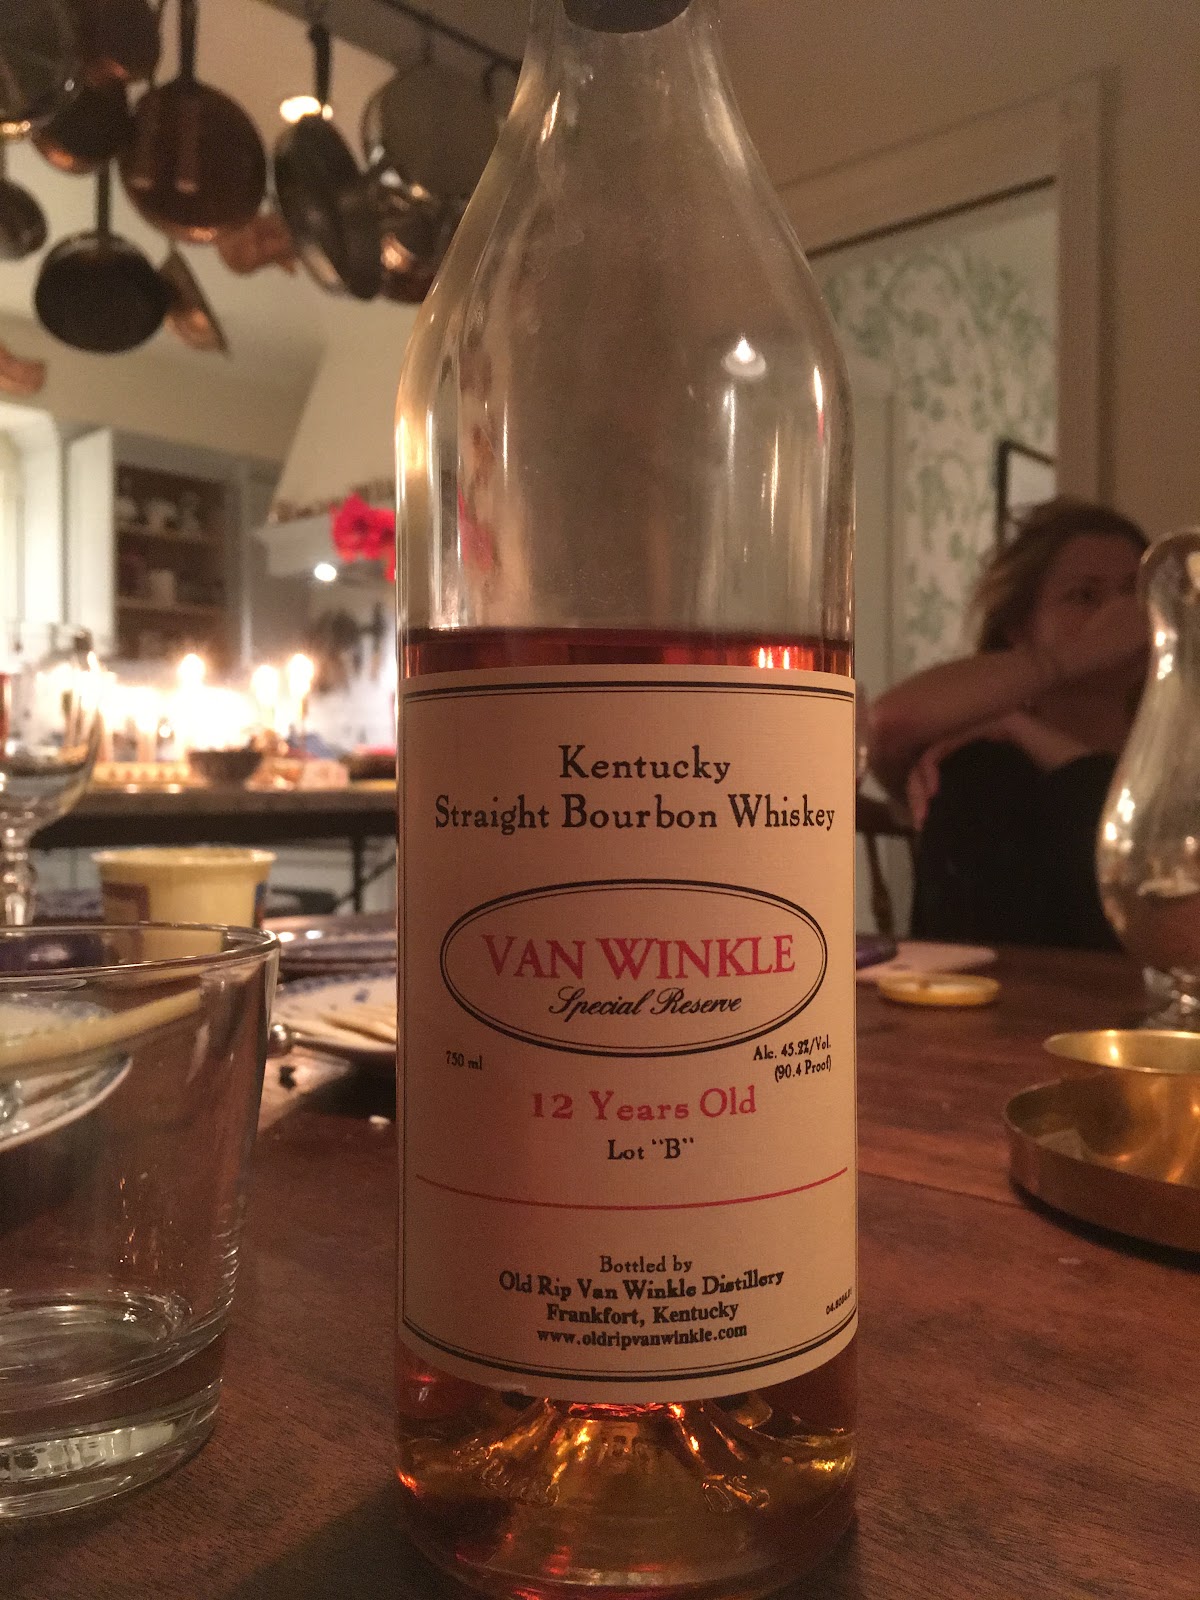 Kentucky
Straight Bourbon Whiskey
VAN WINKLE
Special Reserve
750 ml
Alc. 45.2%/Vol.
(90.4 Proof)
12 Years Old
Lot "B"
Bottled by
Old Rip Van Winkle Distillery
Frankfort, Kentucky
www.oldripvanwinkle.com